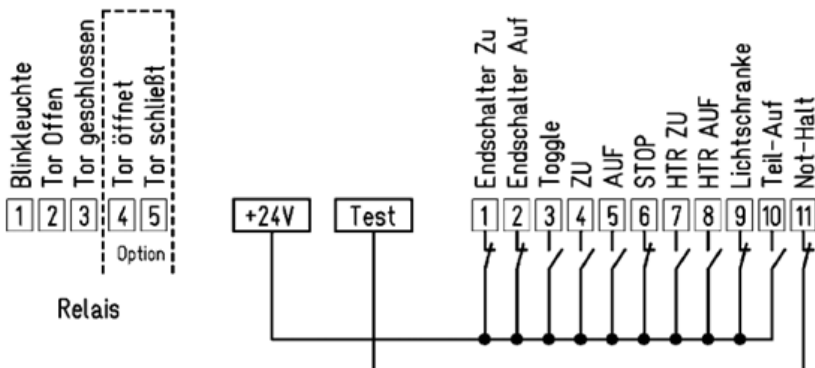 Blinkleuchte
Tor Offen
Tor geschlossen
Tor öffnet
Tor schließt
1
2
3
4
5
Option
Relais
+24V
Test
Endschalter Zu
Endschalter Auf
Toggle
ZU
AUF
STOP
HTR ZU
HTR AUF
Lichtschranke
Teil-Auf
Not-Halt
1
2
3
4
5
6
7
8
9
10
11